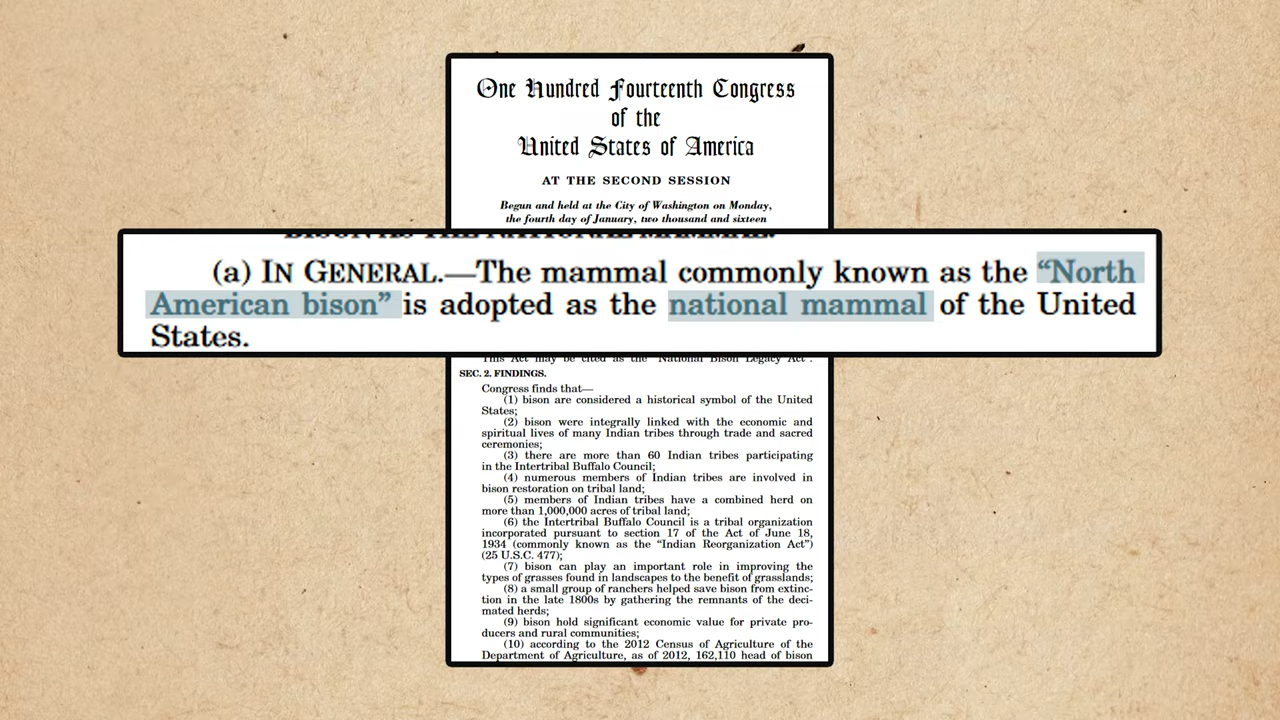 One Hundred Fourteenth Congress
of the
United States of America
AT THE SECOND SESSION
Begun and held at the City of Washington on Monday,
the fourth day of January, two thousand and sixteen
BISON AS THE NATIONAL MAMMAL.
(a) IN GENERAL.—The mammal commonly known as the “North
American bison” is adopted as the national mammal of the United
States.
This Act may be cited as the “National Bison Legacy Act”.
SEC. 2. FINDINGS.
Congress finds that—
(1) bison are considered a historical symbol of the United
States;
(2) bison were integrally linked with the economic and
spiritual lives of many Indian tribes through trade and sacred
ceremonies;
(3) there are more than 60 Indian tribes participating
in the Intertribal Buffalo Council;
(4) numerous members of Indian tribes are involved in
bison restoration on tribal land;
(5) members of Indian tribes have a combined herd on
more than 1,000,000 acres of tribal land;
(6) the Intertribal Buffalo Council is a tribal organization
incorporated pursuant to section 17 of the Act of June 18,
1934 (commonly known as the “Indian Reorganization Act”)
(25 U.S.C. 477);
(7) bison can play an important role in improving the
types of grasses found in landscapes to the benefit of grasslands;
(8) a small group of ranchers helped save bison from extinc-
tion in the late 1800s by gathering the remnants of the deci-
mated herds;
(9) bison hold significant economic value for private pro-
ducers and rural communities;
(10) according to the 2012 Census of Agriculture of the
Department of Agriculture, as of 2012, 162,110 head of bison